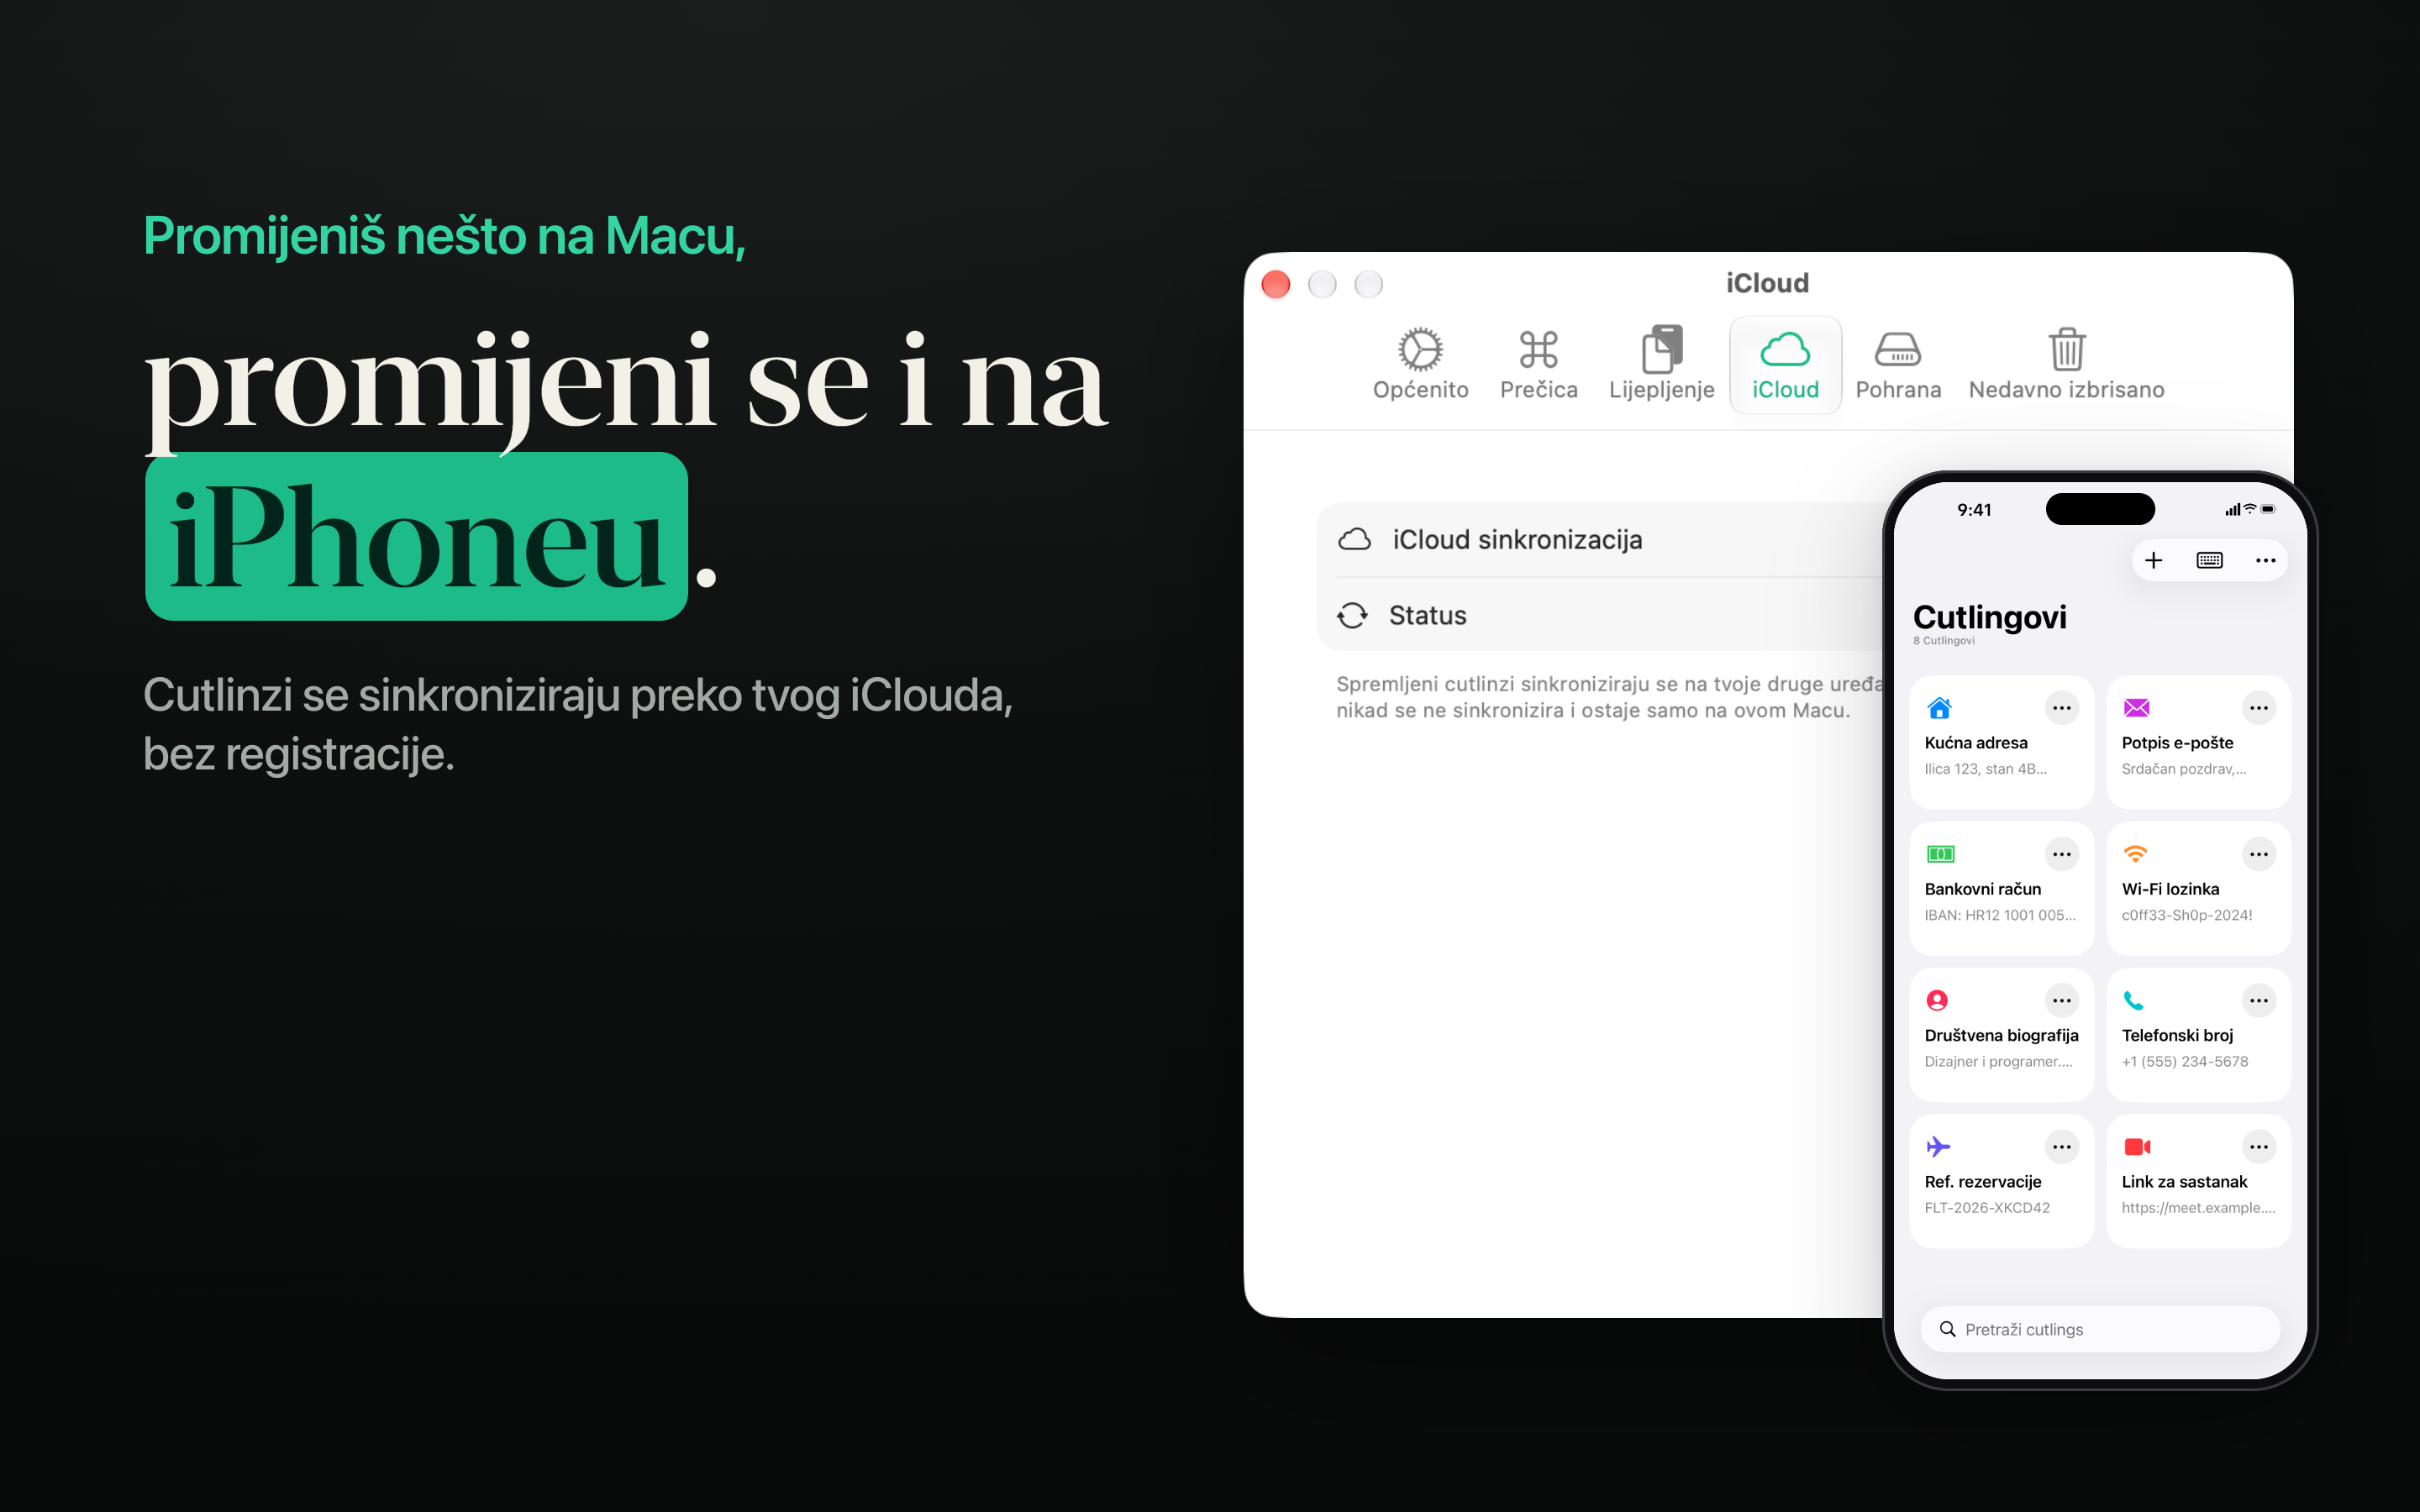 Promijeniš nešto na Macu,
promijeni se i na
iPhoneu.
Cutlinzi se sinkroniziraju preko tvog iClouda,
bez registracije.
iCloud
Općenito
Prečica
Lijepljenje
iCloud
Pohrana
Nedavno izbrisano
iCloud sinkronizacija
Status
Spremljeni cutlinzi sinkroniziraju se na tvoje druge
nikad se ne sinkronizira i ostaje samo na ovom Macu.
9:41
Cutlingovi
8 Cutlingovi
Kućna adresa
Ilica 123, stan 4B...
Potpis e-pošte
Srdačan pozdrav,...
Bankovni račun
IBAN: HR12 1001 005...
Wi-Fi lozinka
c0ff33-Sh0p-2024!
Društvena biografija
Dizajner i programer....
Telefonski broj
+1 (555) 234-5678
Ref. rezervacije
FLT-2026-XKCD42
Link za sastanak
https://meet.example....
Pretraži cutlings